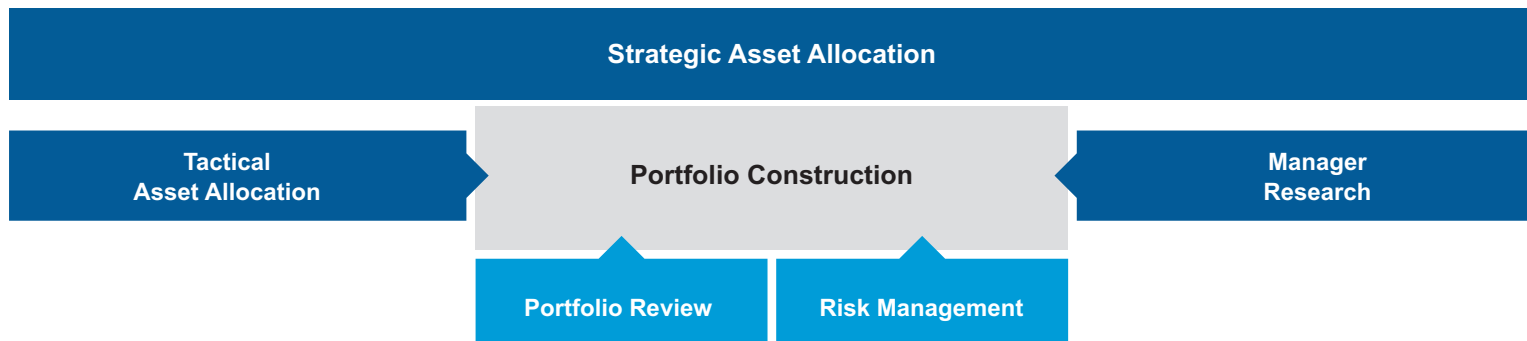 Strategic Asset Allocation
Tactical
Asset Allocation
Portfolio Construction
Manager
Research
Portfolio Review
Risk Management